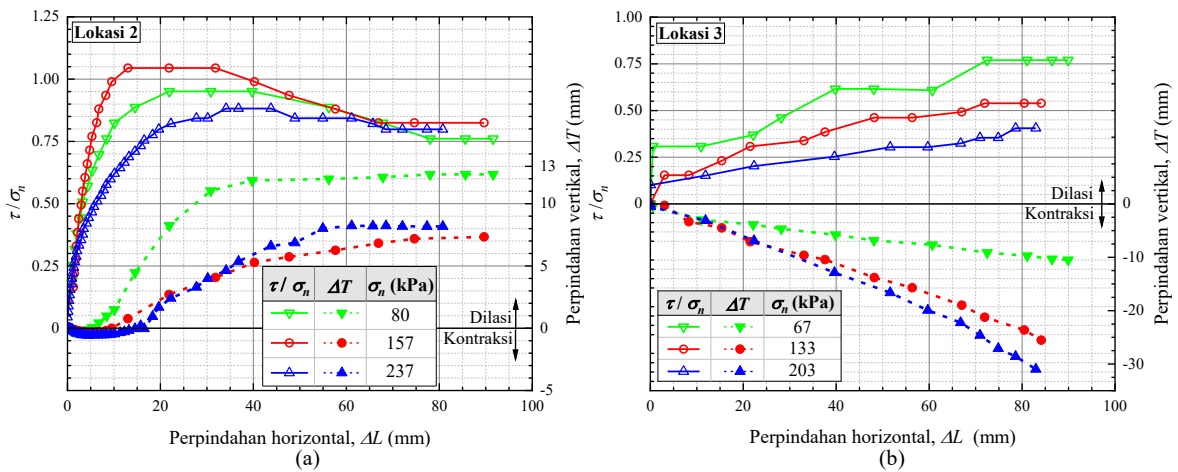 Lokasi 2
τ/σn
1.25
1.00
0.75
0.50
0.25
0
Perpindahan vertikal, ΔT (mm)
13
10
8
5
3
0
-5
Dilasi
Kontraksi
τ/σn ΔT σn (kPa)
80
157
237
0 20 40 60 80 100
Perpindahan horizontal, ΔL (mm)
(a)
Lokasi 3
τ/σn
1.00
0.75
0.50
0.25
0
Perpindahan vertikal, ΔT (mm)
Dilasi
Kontraksi
0
-10
-20
-30
τ/σn ΔT σn (kPa)
67
133
203
0 20 40 60 80 100
Perpindahan horizontal, ΔL (mm)
(b)